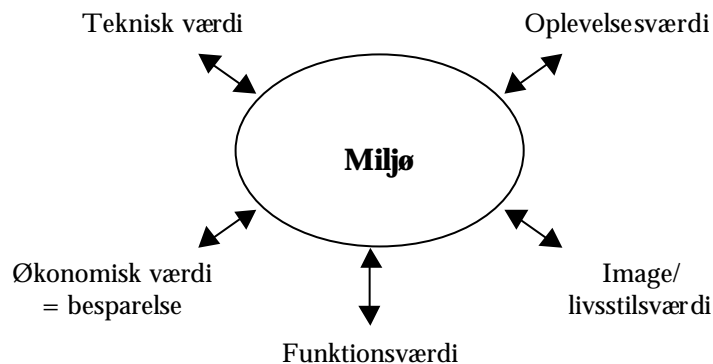 Teknisk værdi
Oplevelsesværdi
Miljø
Økonomisk værdi
= besparelse
Image/
livsstilsværdi
Funktionsværdi